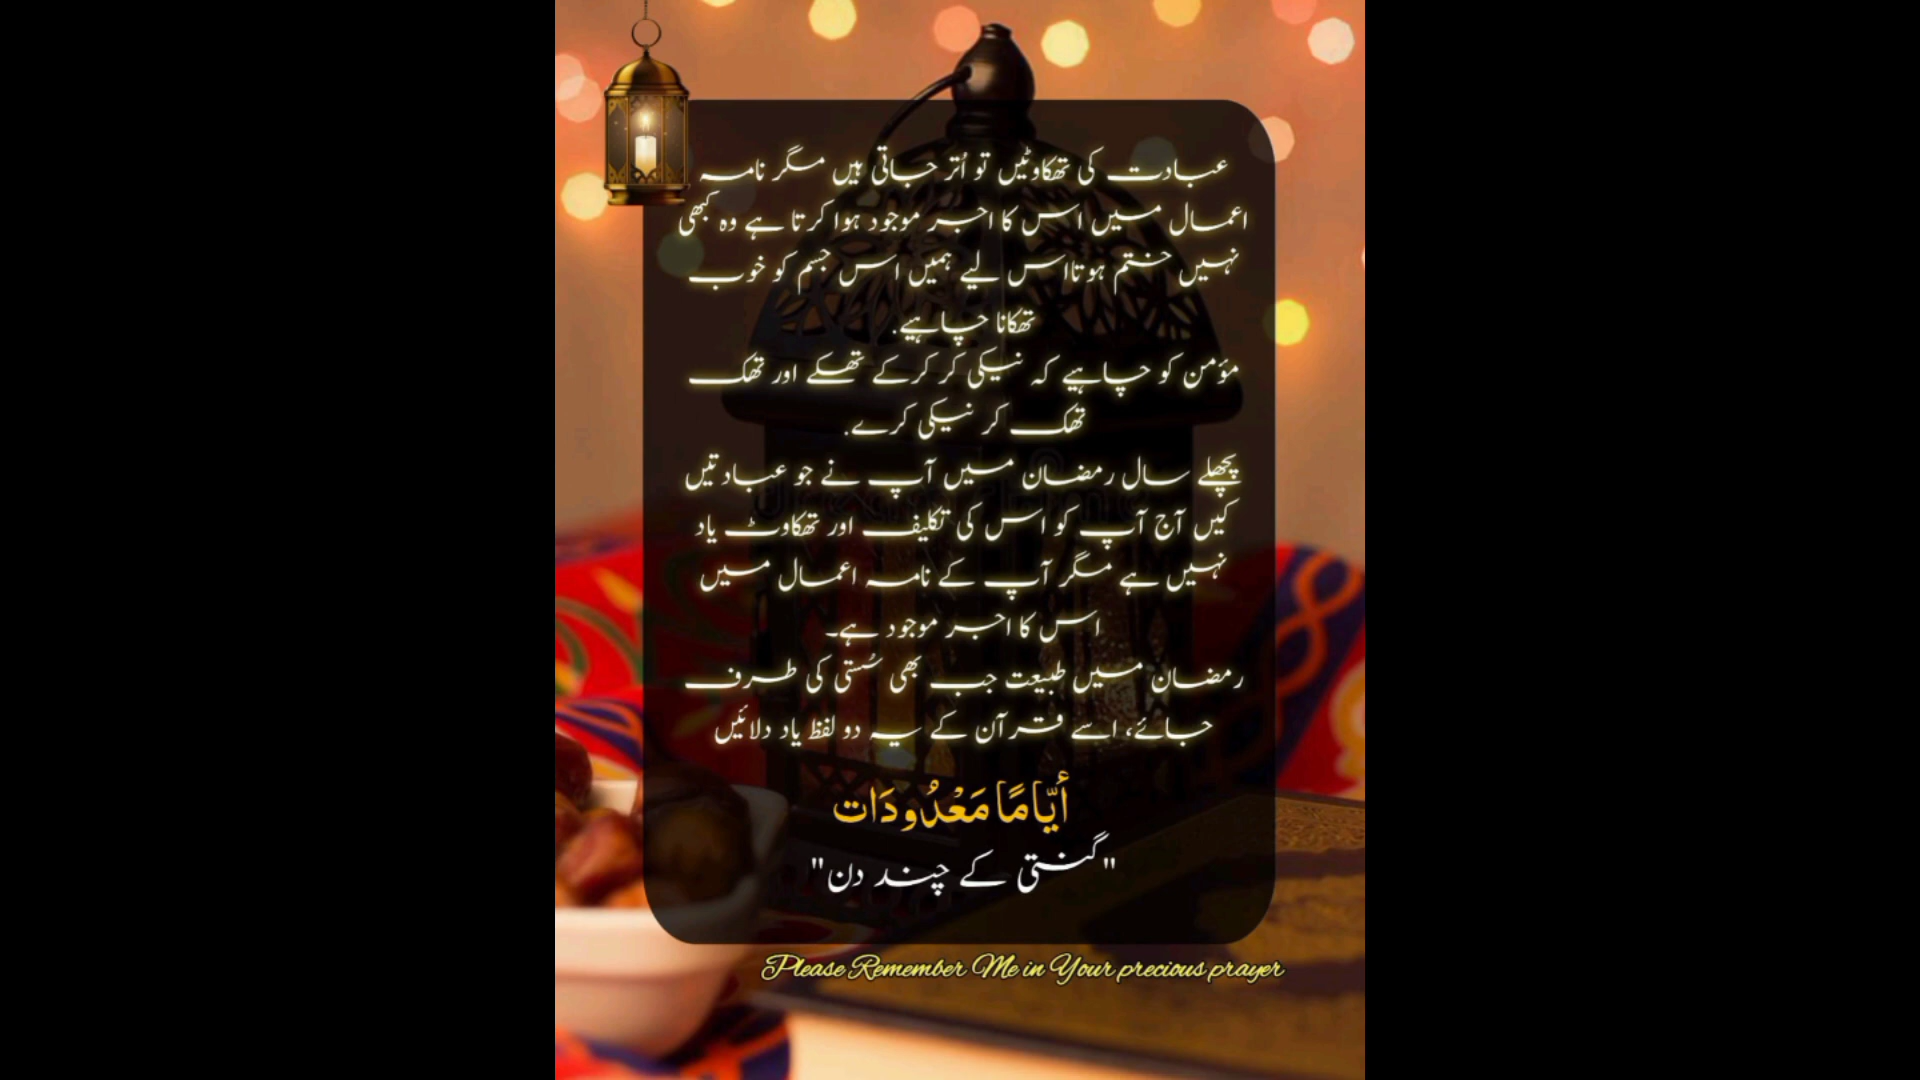 عبادت کی تھکاوٹیں تو اُتر جاتی ہیں مگر نامہ
اعمال میں اس کا اجر موجود ہوا کرتا ہے وہ کبھی
نہیں ختم ہوتااس لیے ہمیں اس جسم کو خوب
تھکانا چاہیے.
مؤمن کو چاہیے کہ نیکی کر کرکے تھکے اور تھک
تھک کر نیکی کرے.
پچھلے سال رمضان میں آپ نے جو عبادتیں
کیں آج آپ کو اس کی تکلیف اور تھکاوٹ یاد
نہیں ہے مگر آپ کے نامہ اعمال میں
اس کا اجر موجود ہے۔
رمضان میں طبیعت جب بھی سُستی کی طرف
جائے، اسے قرآن کے یہ دو لفظ یاد دلائیں
أَيَّامًا مَعْدُودَات
"گنتی کے چند دن"
Please Remember Me in Your precious prayer